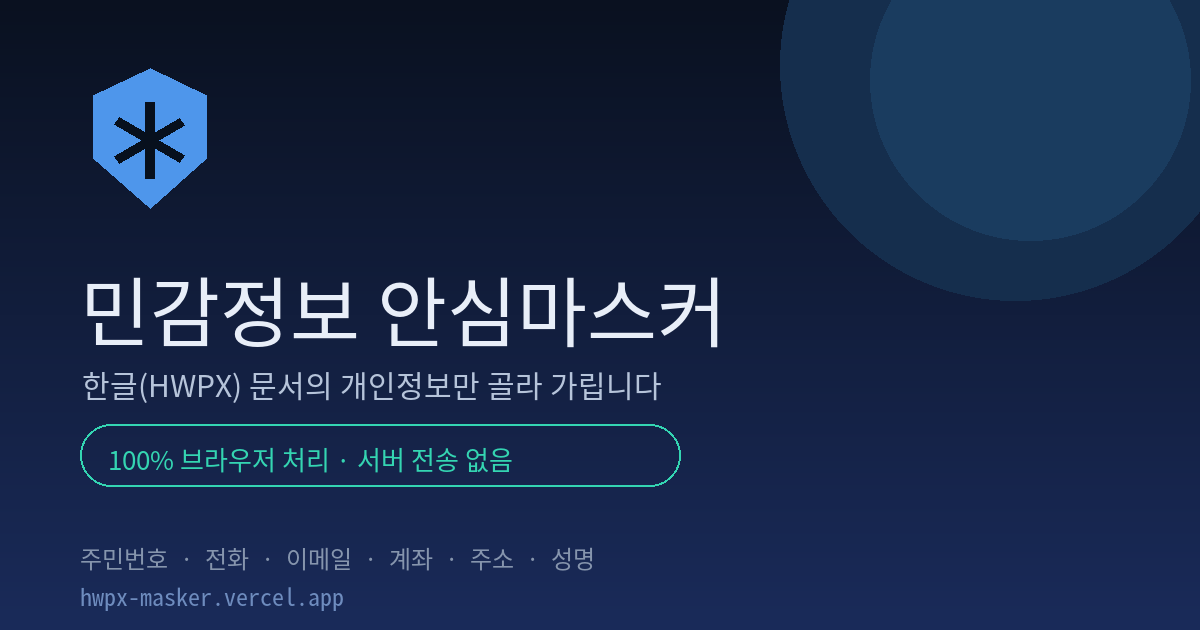 민감정보 안심마스커
한글(HWPX) 문서의 개인정보만 골라 가립니다
100% 브라우저 처리 · 서버 전송 없음
주민번호 · 전화 · 이메일 · 계좌 · 주소 · 성명
hwpx-masker.vercel.app